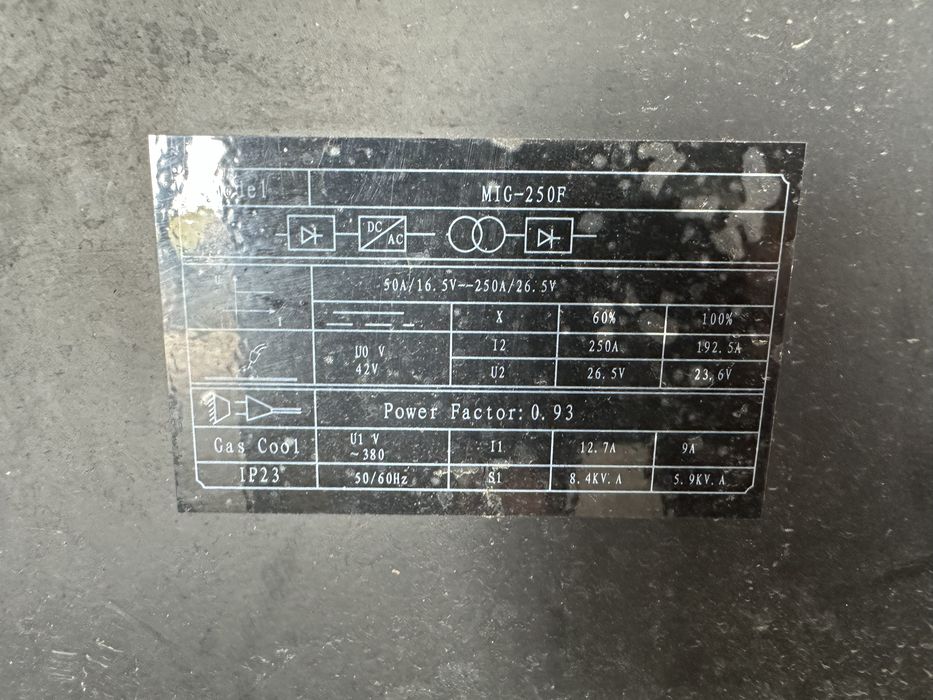 MIG-250F
DC
AC
U
50A/16.5V--250A/26.5V
I
X 60% 100%
U0 V
42V
I2 250A 192.5A
U2 26.5V 23.6V
Power Factor:0.93
Gas Cool
U1 V
~380
I1 12.7A 9A
IP23 50/60Hz S1 8.4KV.A 5.9KV.A